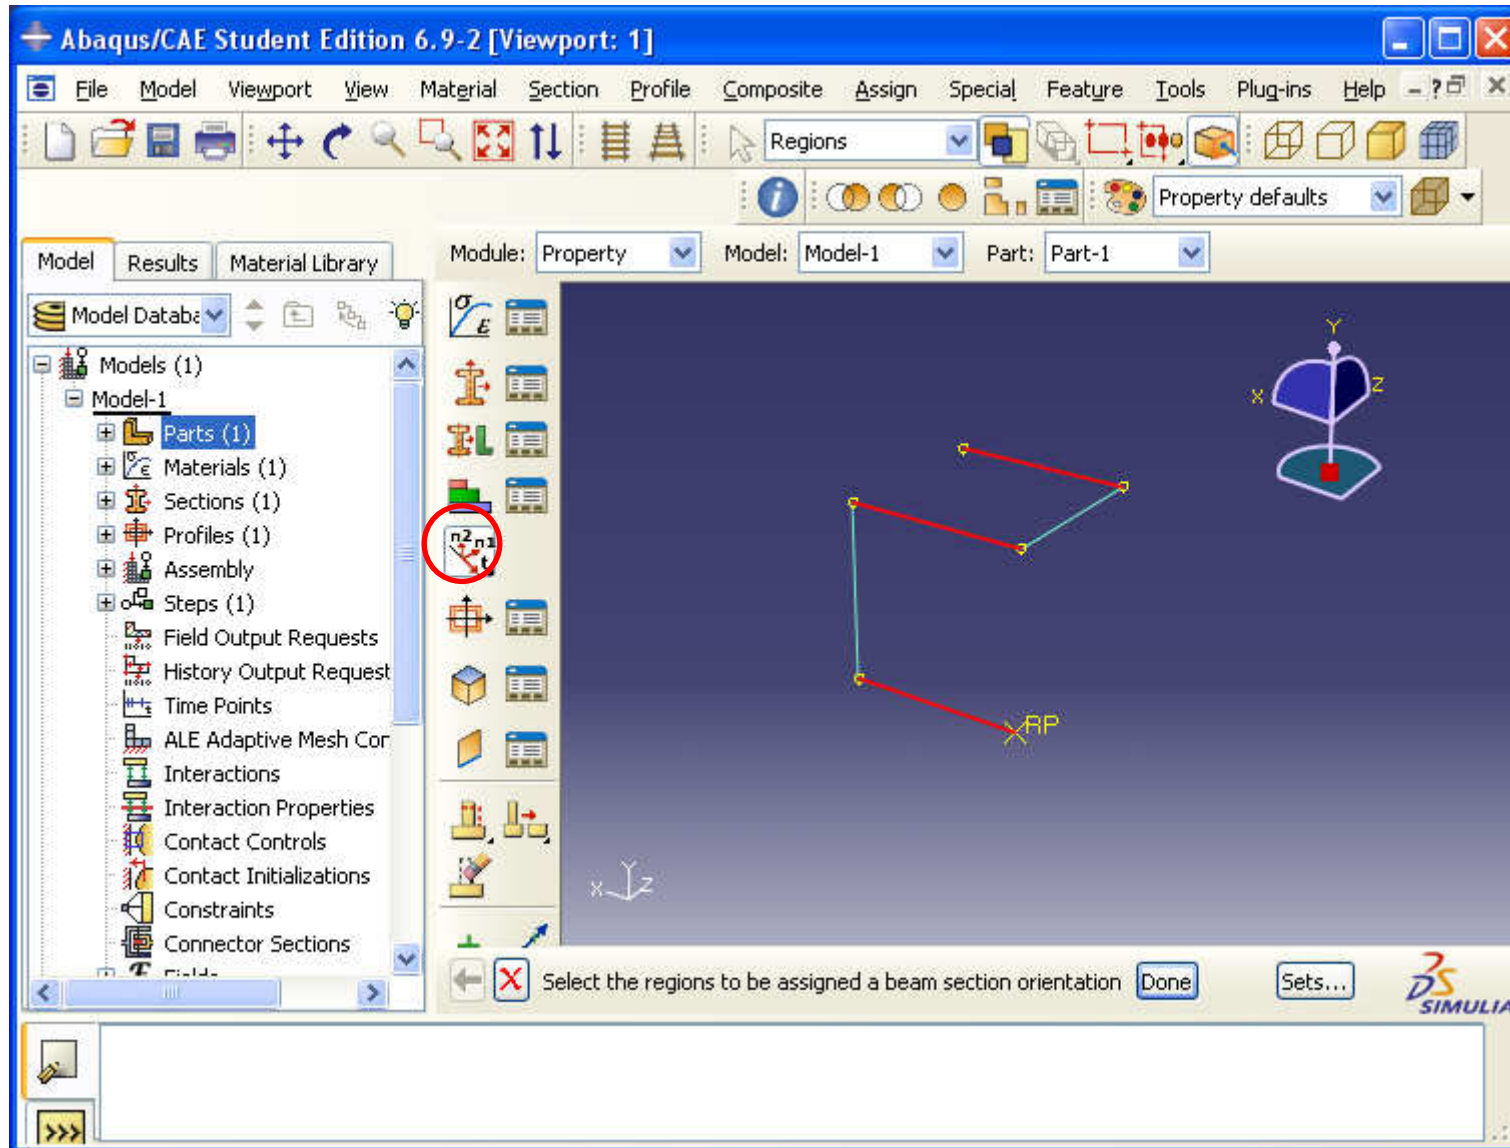 Abaqus/CAE Student Edition 6.9-2 [Viewport: 1]
File Model Viewport View Material Section Profile Composite Assign Special Feature Tools Plug-ins Help
Regions
Property defaults
Model Results Material Library
Module: Property Model: Model-1 Part: Part-1
Model Databa
σ
ε
Models (1)
Model-1
Parts (1)
Materials (1)
Sections (1)
Profiles (1)
Assembly
Steps (1)
Field Output Requests
History Output Request
Time Points
ALE Adaptive Mesh Cor
Interactions
Interaction Properties
Contact Controls
Contact Initializations
Constraints
Connector Sections
Fields
n2 n1
t
Y
X Z
RP
Y
X Z
Select the regions to be assigned a beam section orientation Done Sets...
SIMULIA
>>>